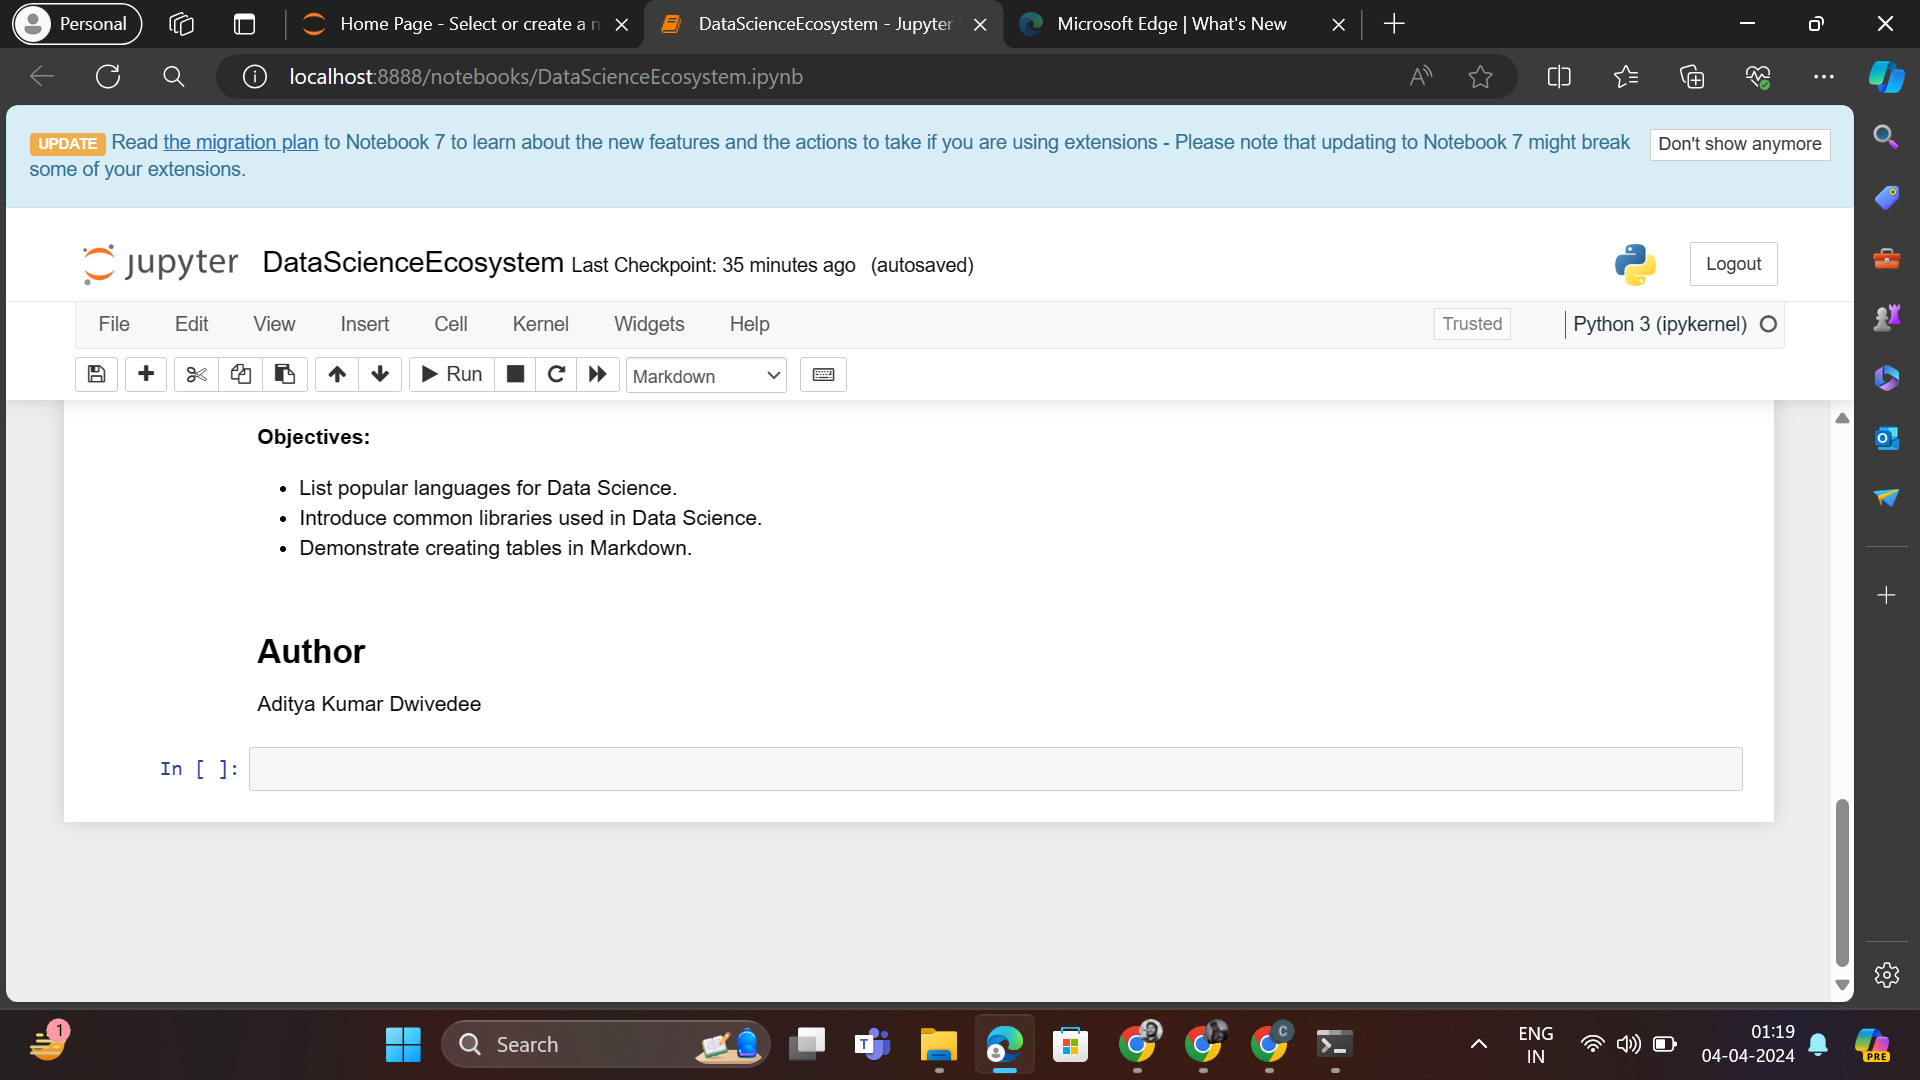 Personal
Home Page - Select or create a n
DataScienceEcosystem - Jupyter
Microsoft Edge | What's New
localhost:8888/notebooks/DataScienceEcosystem.ipynb
UPDATE Read the migration plan to Notebook 7 to learn about the new features and the actions to take if you are using extensions - Please note that updating to Notebook 7 might break
some of your extensions.
Don't show anymore
jupyter DataScienceEcosystem Last Checkpoint: 35 minutes ago (autosaved)
Logout
File Edit View Insert Cell Kernel Widgets Help
Trusted
Python 3 (ipykernel)
Run
Markdown
Objectives:
• List popular languages for Data Science.
• Introduce common libraries used in Data Science.
• Demonstrate creating tables in Markdown.
Author
Aditya Kumar Dwivedee
In [ ]:
1
Search
T
C
ENG
IN
01:19
04-04-2024
PRE